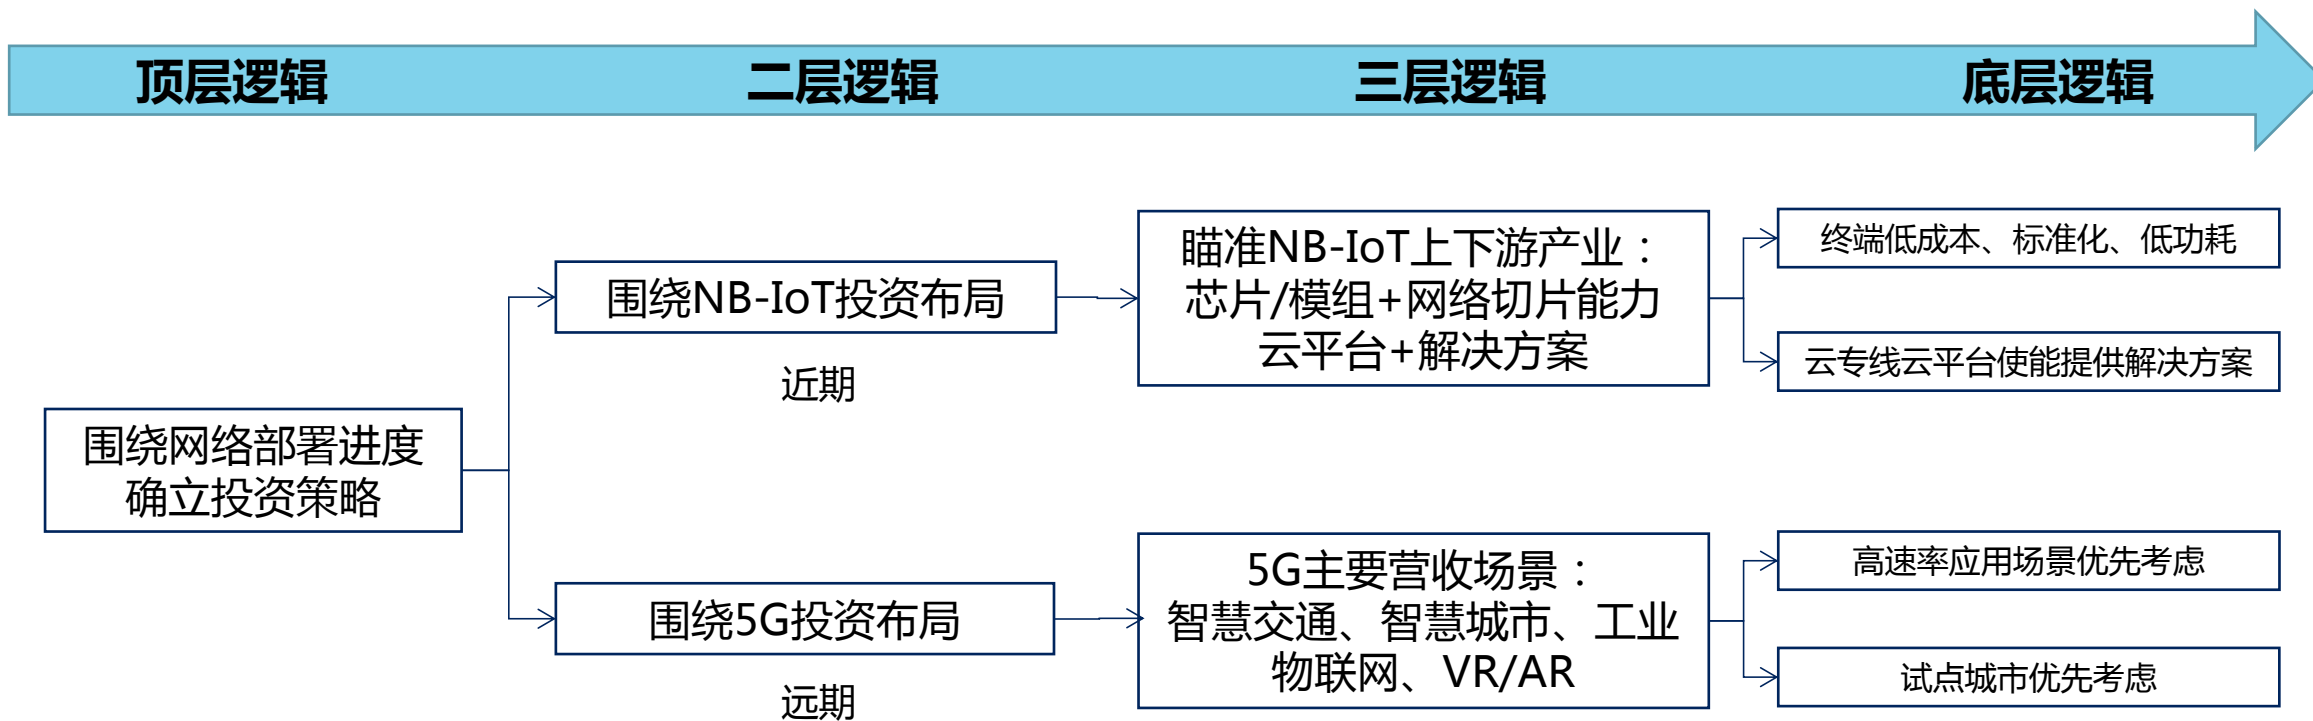 顶层逻辑
二层逻辑
三层逻辑
底层逻辑
围绕网络部署进度
确立投资策略
围绕NB-IoT投资布局
近期
瞄准NB-IoT上下游产业：
芯片/模组+网络切片能力
云平台+解决方案
终端低成本、标准化、低功耗
云专线云平台使能提供解决方案
围绕5G投资布局
远期
5G主要营收场景：
智慧交通、智慧城市、工业
物联网、VR/AR
高速率应用场景优先考虑
试点城市优先考虑